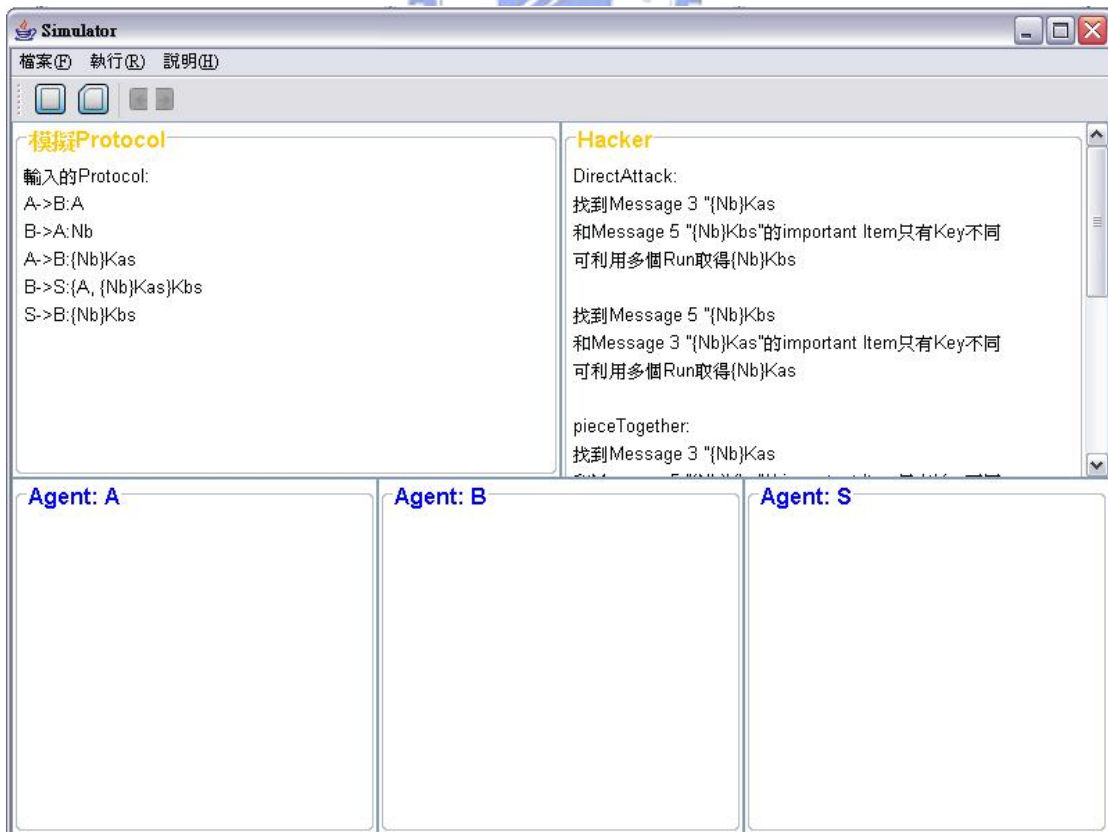 Simulator
檔案(F) 執行(R) 說明(H)
模擬Protocol
輸入的Protocol:
A->B:A
B->A:Nb
A->B:{Nb}Kas
B->S:{A, {Nb}Kas}Kbs
S->B:{Nb}Kbs
Hacker
DirectAttack:
找到Message 3 "{Nb}Kas
和Message 5 "{Nb}Kbs"的important Item只有Key不同
可利用多個Run取得{Nb}Kbs
找到Message 5 "{Nb}Kbs
和Message 3 "{Nb}Kas"的important Item只有Key不同
可利用多個Run取得{Nb}Kas
pieceTogether:
找到Message 3 "{Nb}Kas
Agent: A
Agent: B
Agent: S